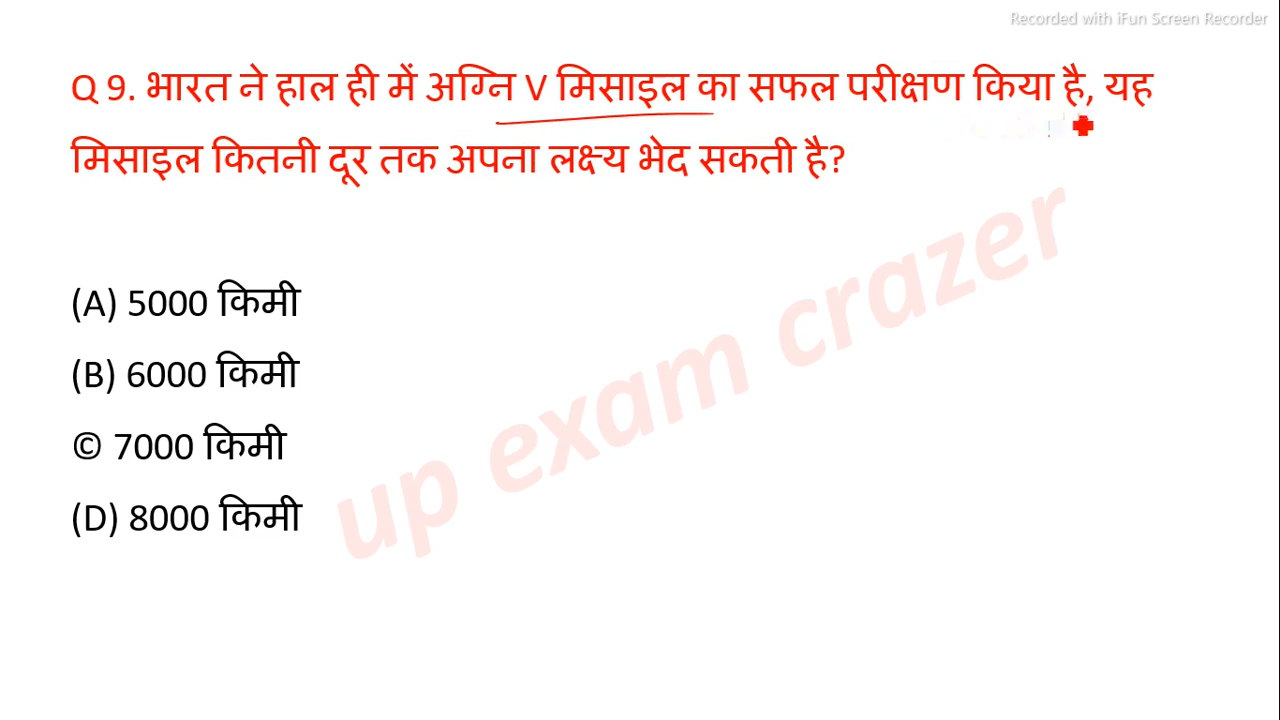 Recorded with iFun Screen Recorder
Q 9. भारत ने हाल ही में अग्नि V मिसाइल का सफल परीक्षण किया है, यह
मिसाइल कितनी दूर तक अपना लक्ष्य भेद सकती है?
(A) 5000 किमी
(B) 6000 किमी
© 7000 किमी
(D) 8000 किमी
up exam crazer